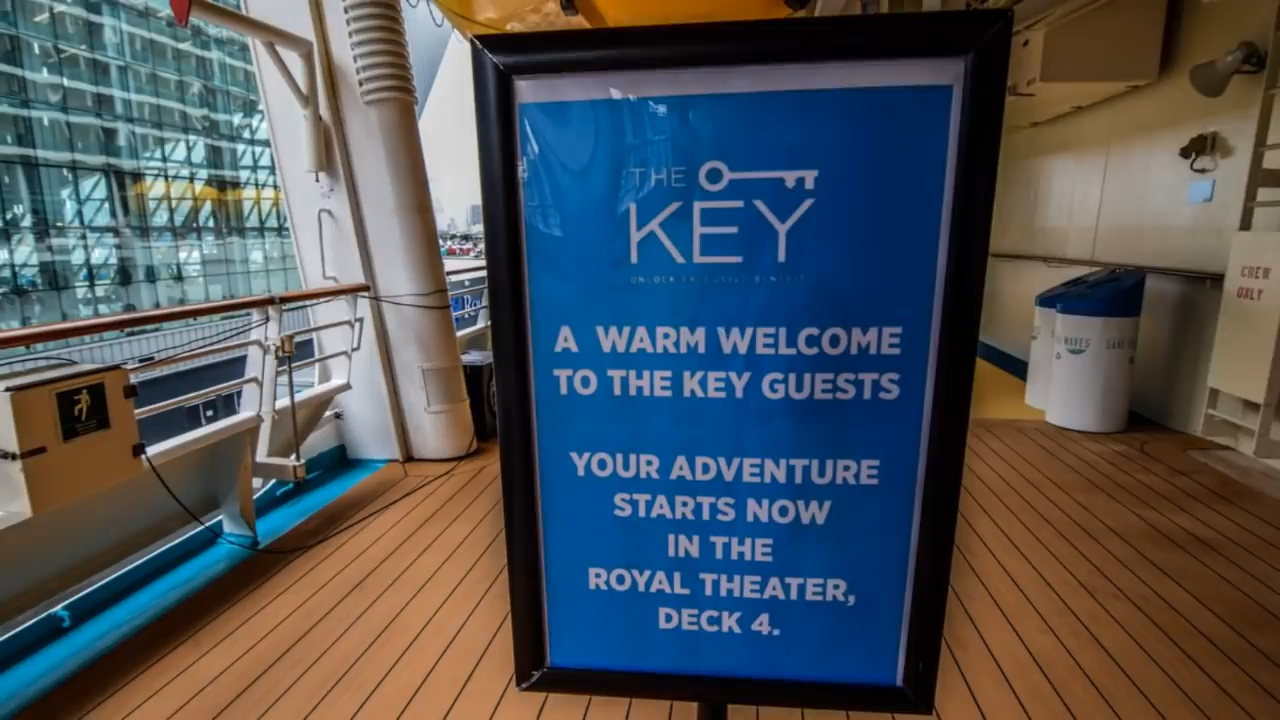 THE
KEY
A WARM WELCOME
TO THE KEY GUESTS
YOUR ADVENTURE
STARTS NOW
IN THE
ROYAL THEATER,
DECK 4.
CREW
ONLY
WAVES